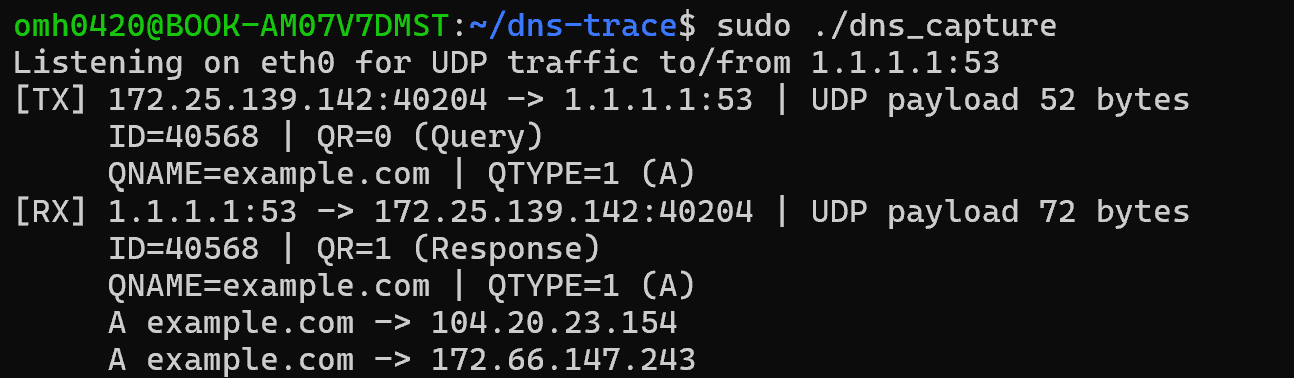 omh0420@BOOK-AM07V7DMST:~/dns-trace$ sudo ./dns_capture
Listening on eth0 for UDP traffic to/from 1.1.1.1:53
[TX] 172.25.139.142:40204 -> 1.1.1.1:53 | UDP payload 52 bytes
     ID=40568 | QR=0 (Query)
     QNAME=example.com | QTYPE=1 (A)
[RX] 1.1.1.1:53 -> 172.25.139.142:40204 | UDP payload 72 bytes
     ID=40568 | QR=1 (Response)
     QNAME=example.com | QTYPE=1 (A)
     A example.com -> 104.20.23.154
     A example.com -> 172.66.147.243